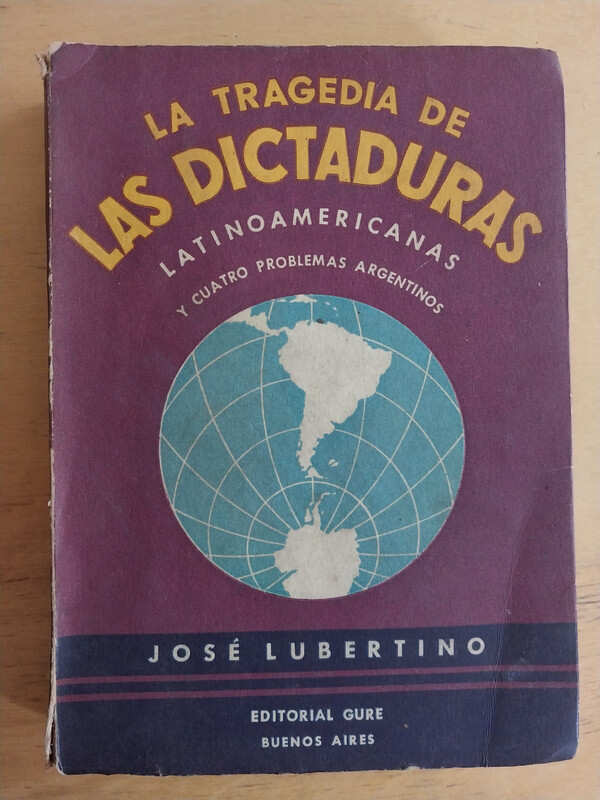 LA TRAGEDIA DE
LAS DICTADURAS
LATINOAMERICANAS
Y CUATRO PROBLEMAS ARGENTINOS
JOSÉ LUBERTINO
EDITORIAL GURE
BUENOS AIRES